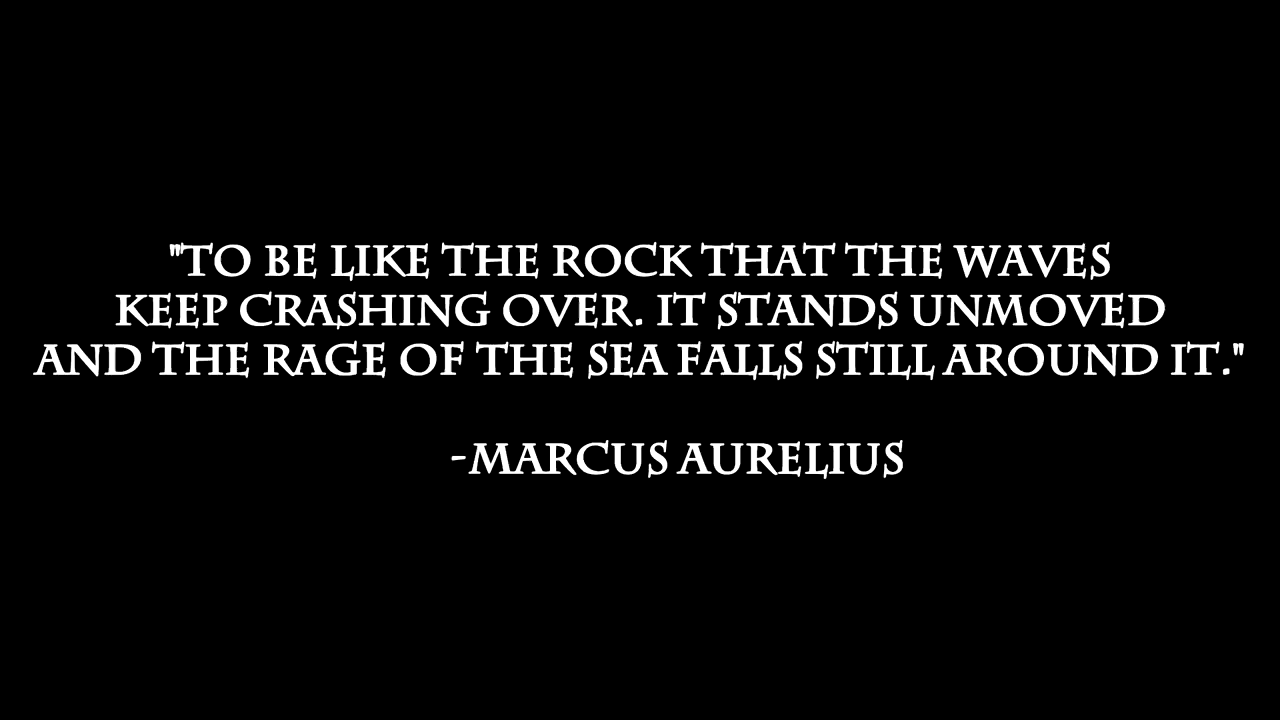 "TO BE LIKE THE ROCK THAT THE WAVES
KEEP CRASHING OVER. IT STANDS UNMOVED
AND THE RAGE OF THE SEA FALLS STILL AROUND IT."
-MARCUS AURELIUS